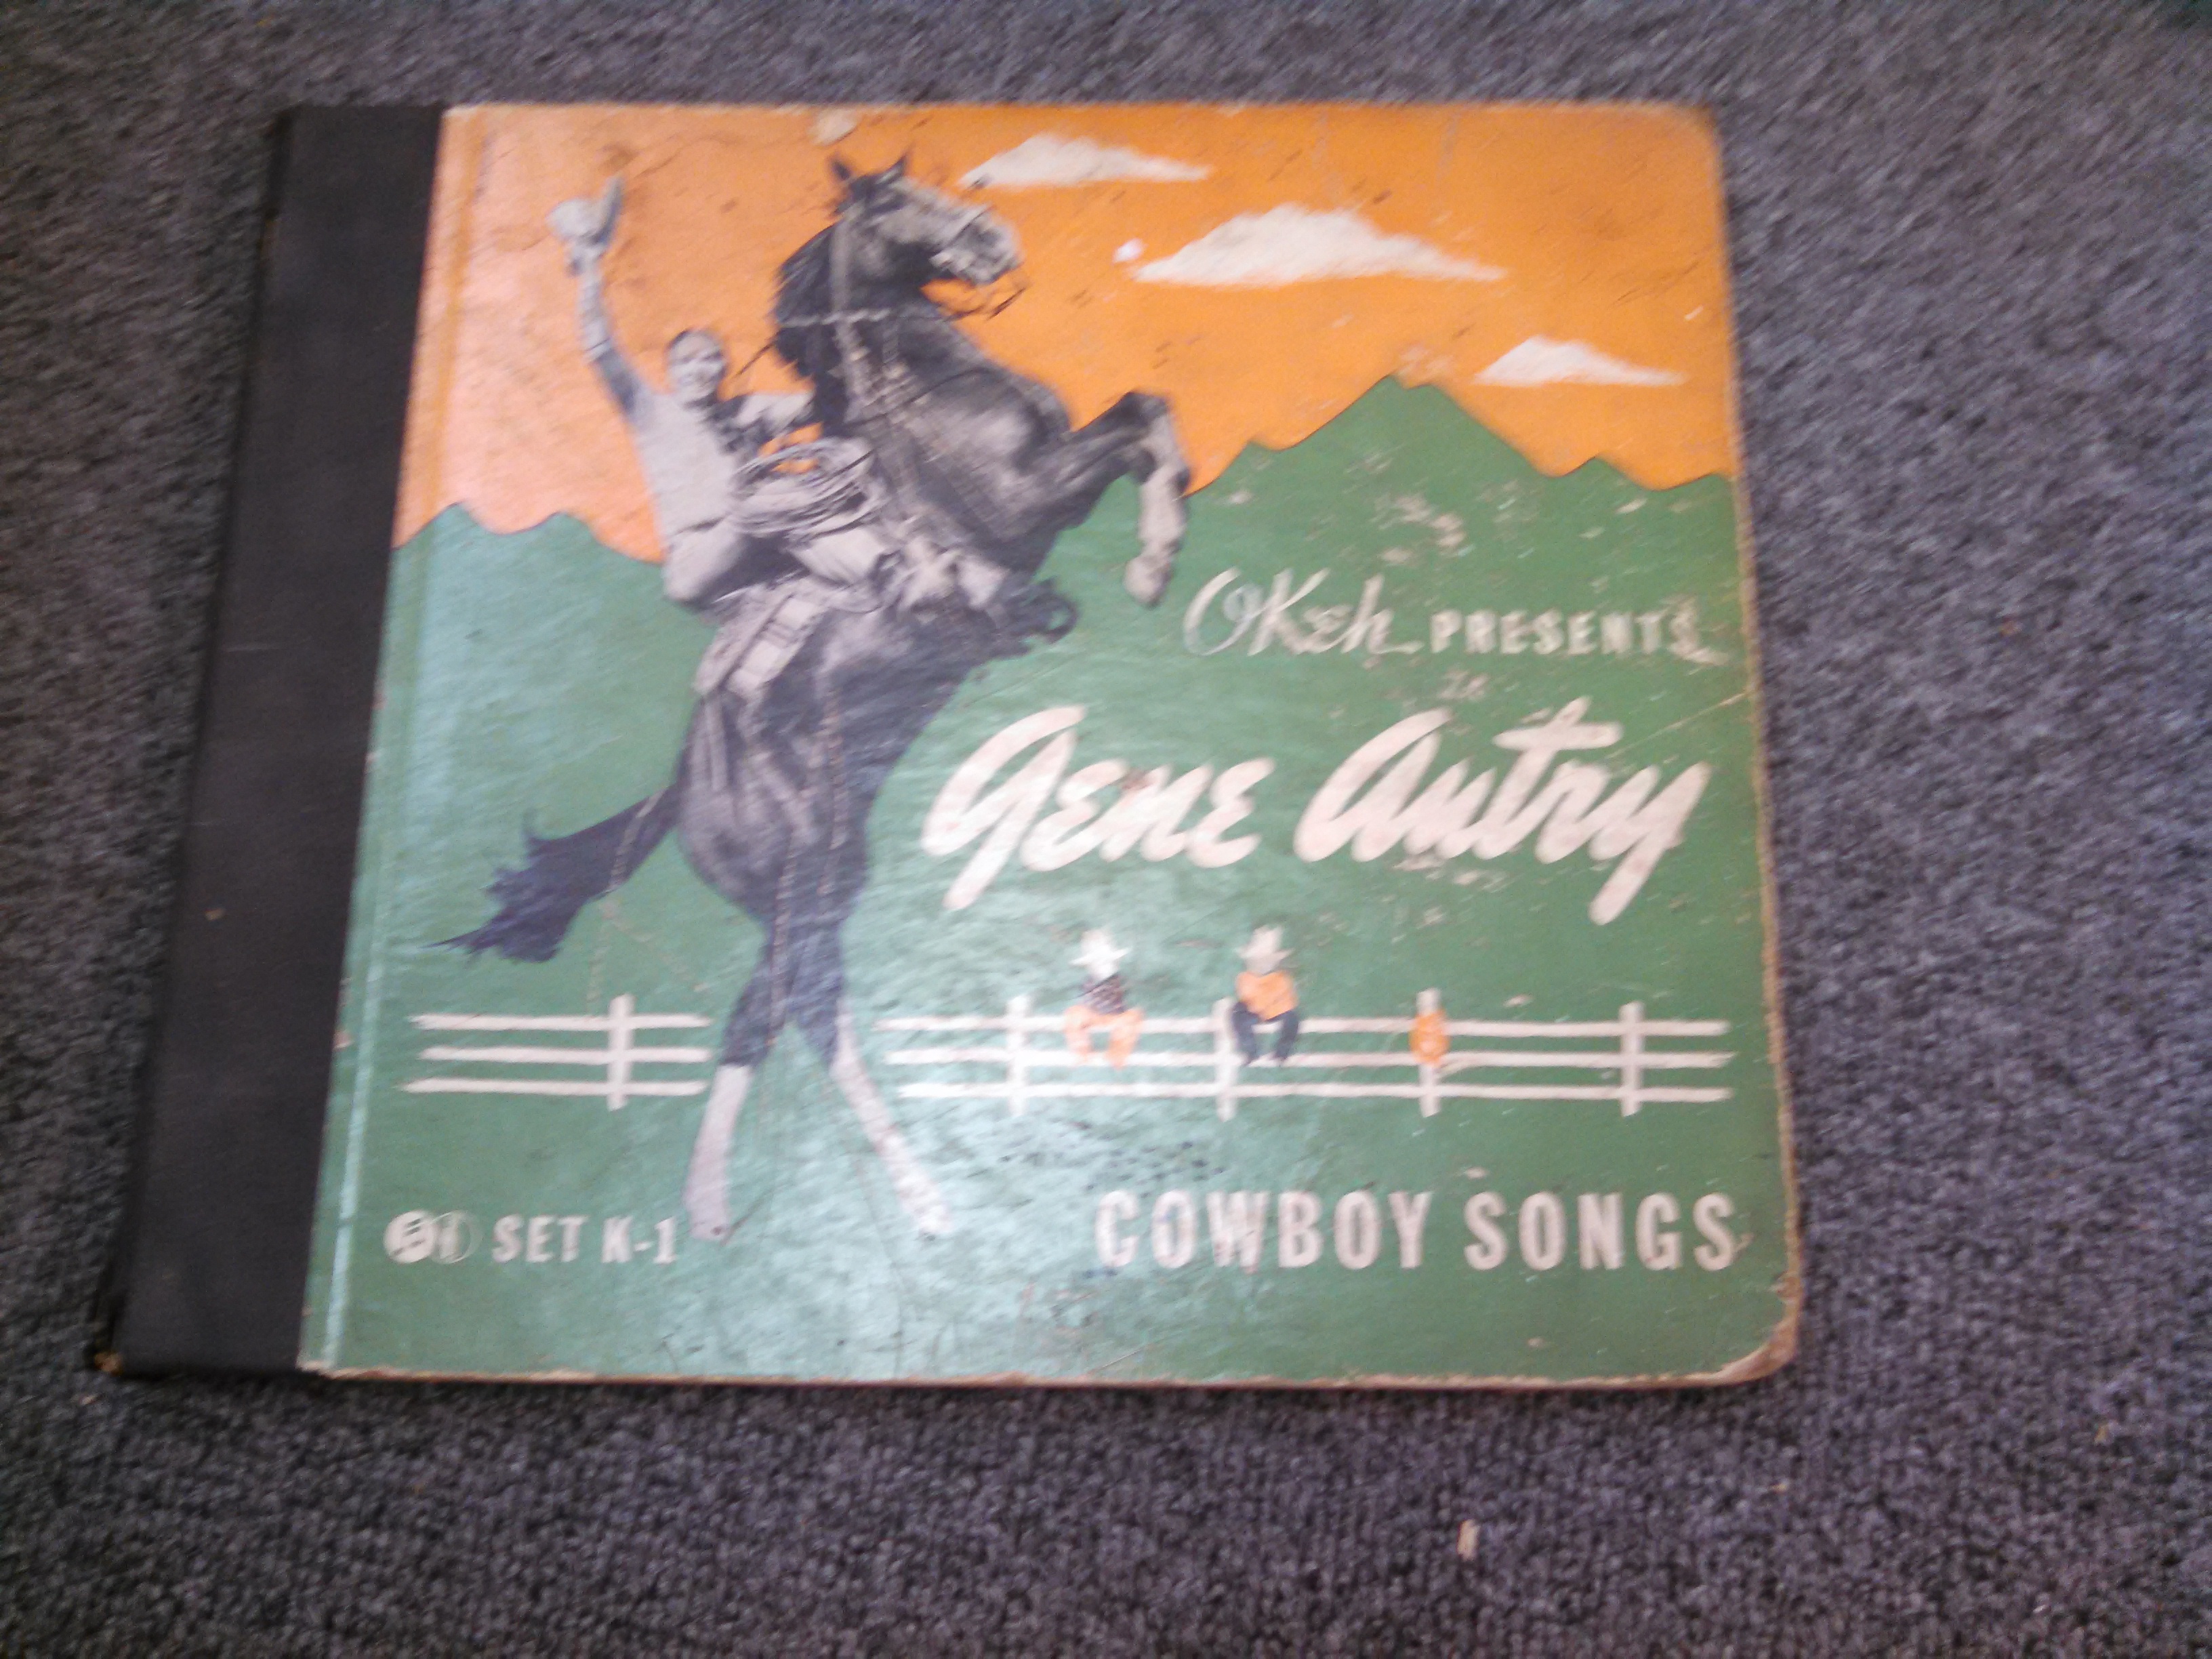 OKeh PRESENTS
Gene Autry
SET K-1
COWBOY SONGS